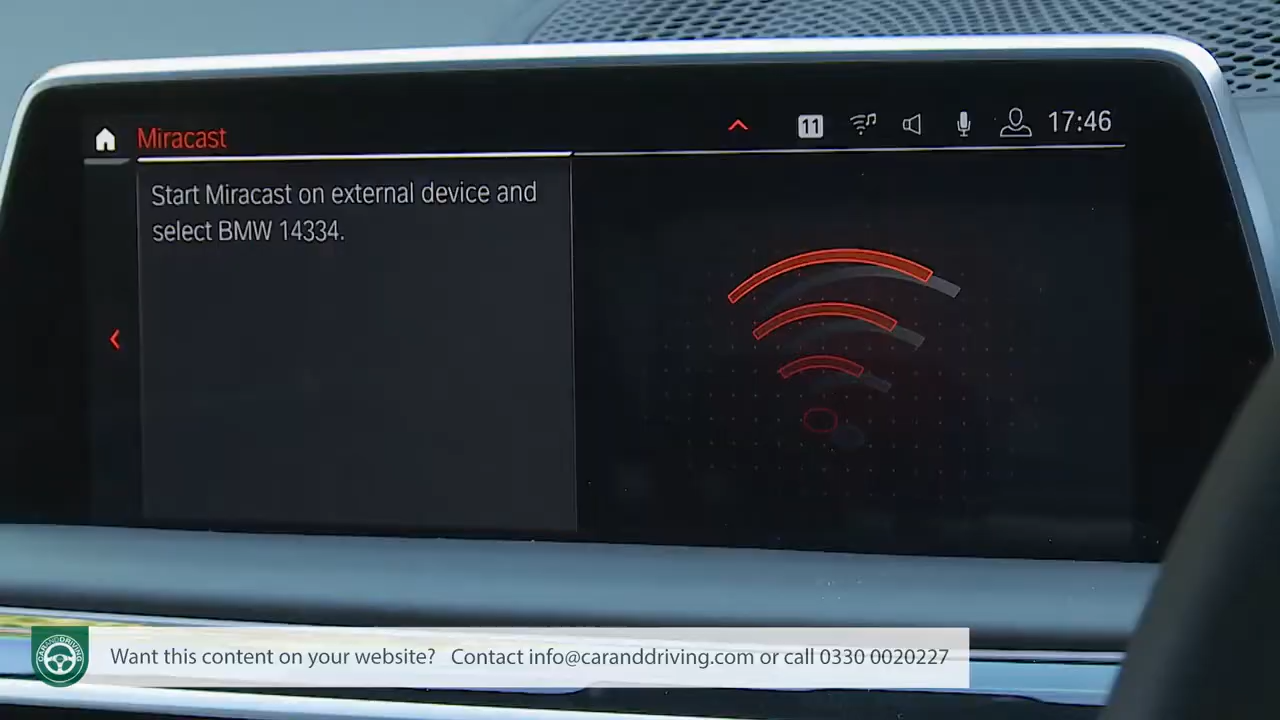 Miracast
11
17:46
Start Miracast on external device and
select BMW 14334.
CARANDDRIVING
Want this content on your website? Contact info@caranddriving.com or call 0330 0020227